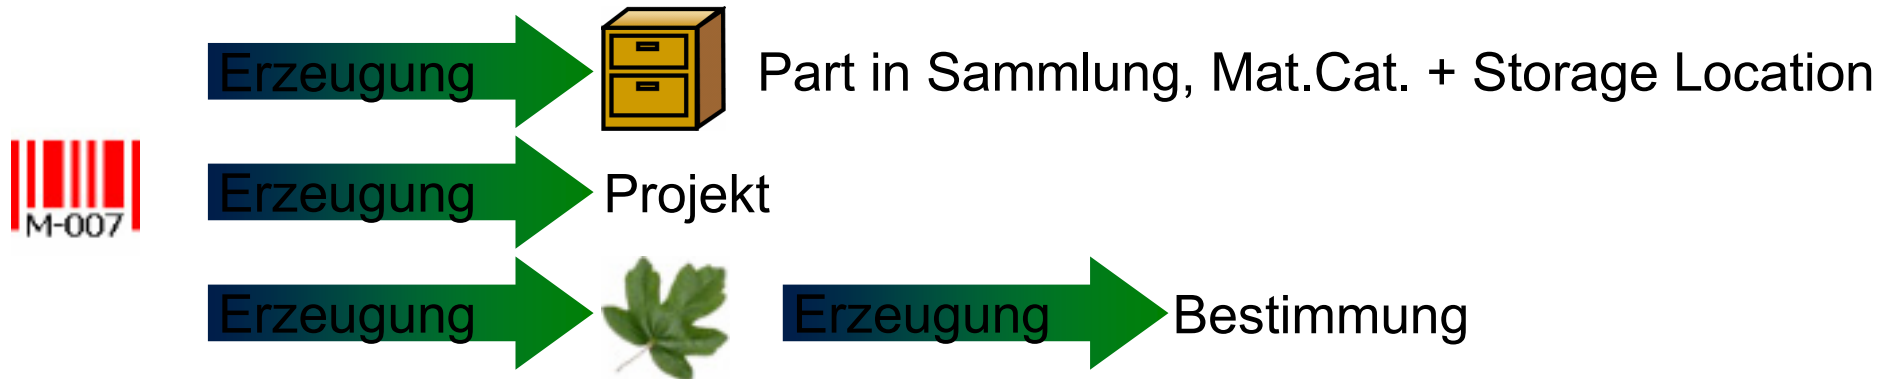 Erzeugung Part in Sammlung, Mat.Cat. + Storage Location
M-007
Erzeugung Projekt
Erzeugung Erzeugung Bestimmung